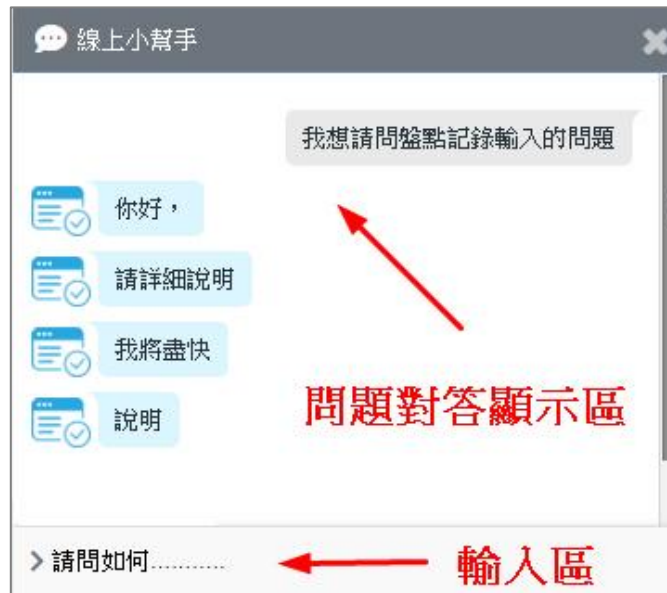 線上小幫手
我想請問盤點記錄輸入的問題
你好，
請詳細說明
我將盡快
說明
問題對答顯示區
請問如何...........
輸入區